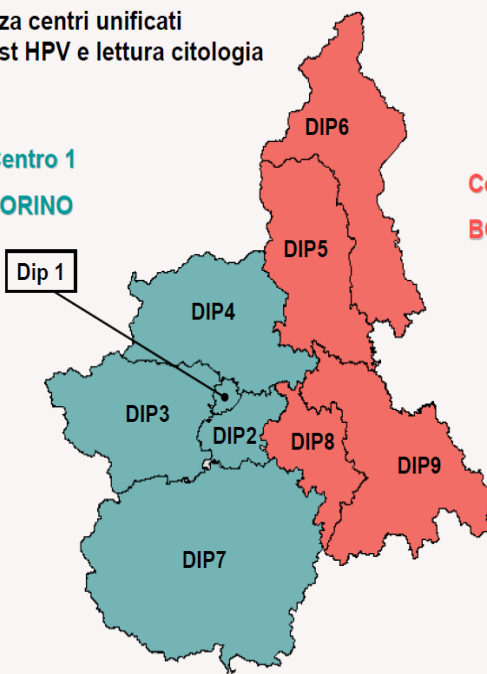 za centri unificati
st HPV e lettura citologia
DIP6
entro 1
ORINO
DIP5
Dip 1
DIP4
DIP3
DIP2
DIP8
DIP9
DIP7